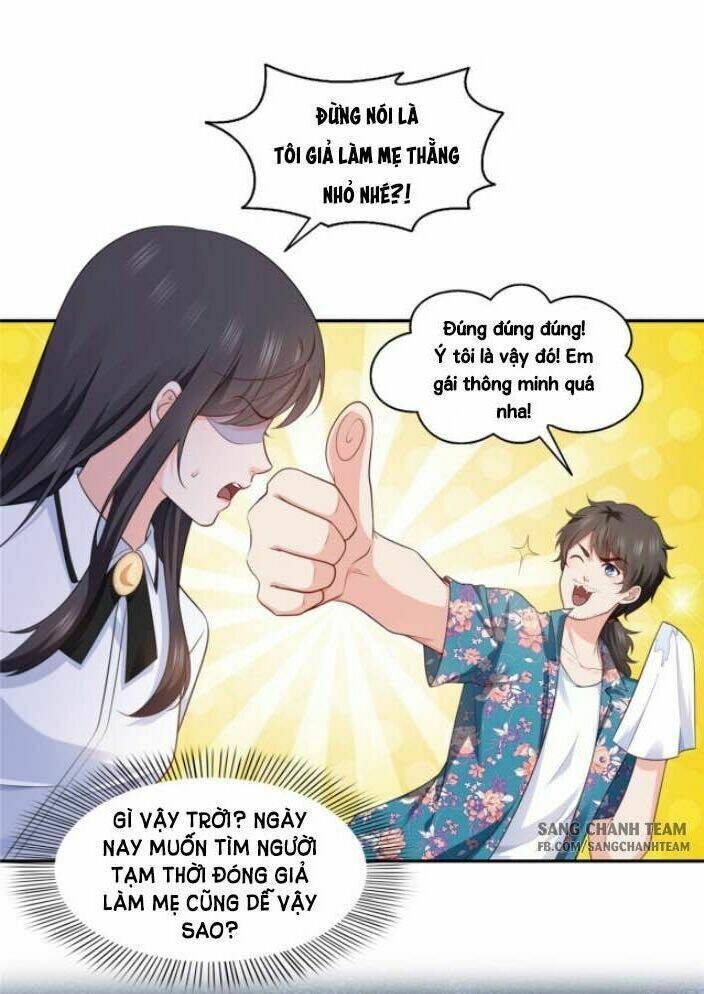 ĐỪNG NÓI LÀ
TÔI GIẢ LÀM MẸ THẰNG
NHỎ NHÉ?!
Đúng đúng đúng!
Ý tôi là vậy đó! Em
gái thông minh quá
nha!
GÌ VẬY TRỜI? NGÀY
NAY MUỐN TÌM NGƯỜI
TẠM THỜI ĐÓNG GIẢ
LÀM MẸ CŨNG DỄ VẬY
SAO?
SANG CHANH TEAM
FB.COM/SANGCHANHTEAM